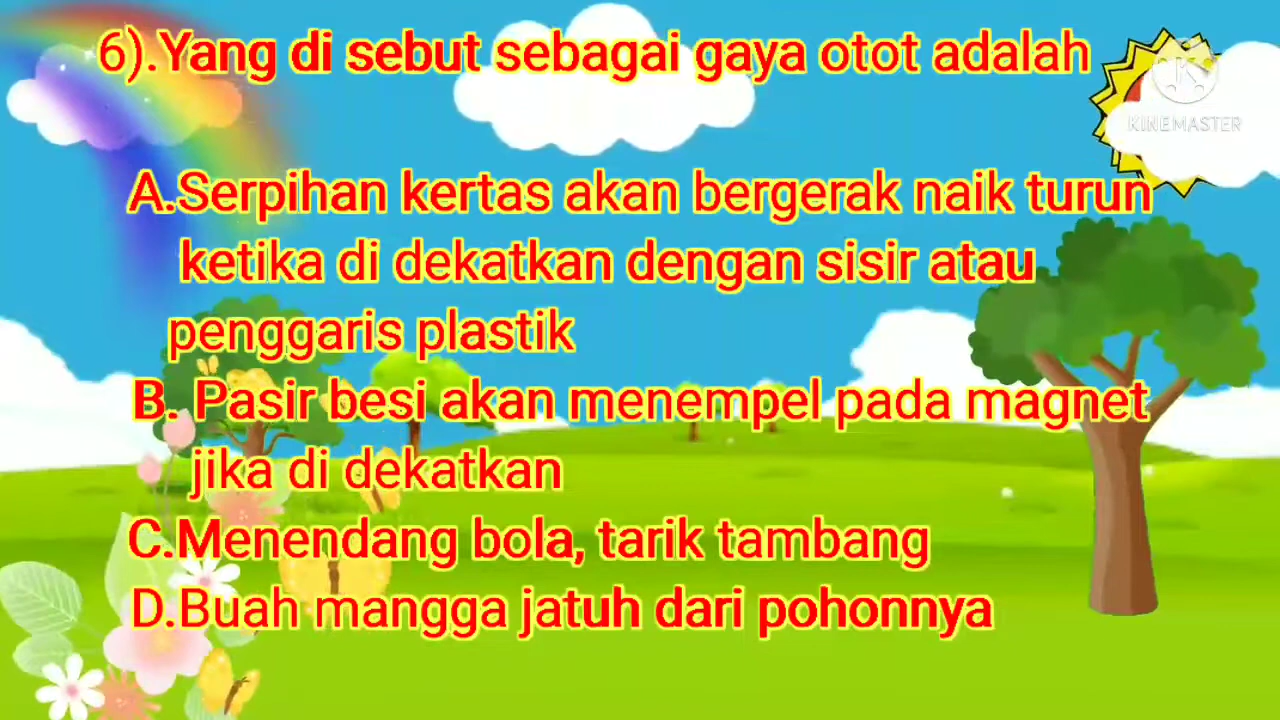 6).Yang di sebut sebagai gaya otot adalah
KINEMASTER
A.Serpihan kertas akan bergerak naik turun
ketika di dekatkan dengan sisir atau
penggaris plastik
B. Pasir besi akan menempel pada magnet
jika di dekatkan
C.Menendang bola, tarik tambang
D.Buah mangga jatuh dari pohonnya